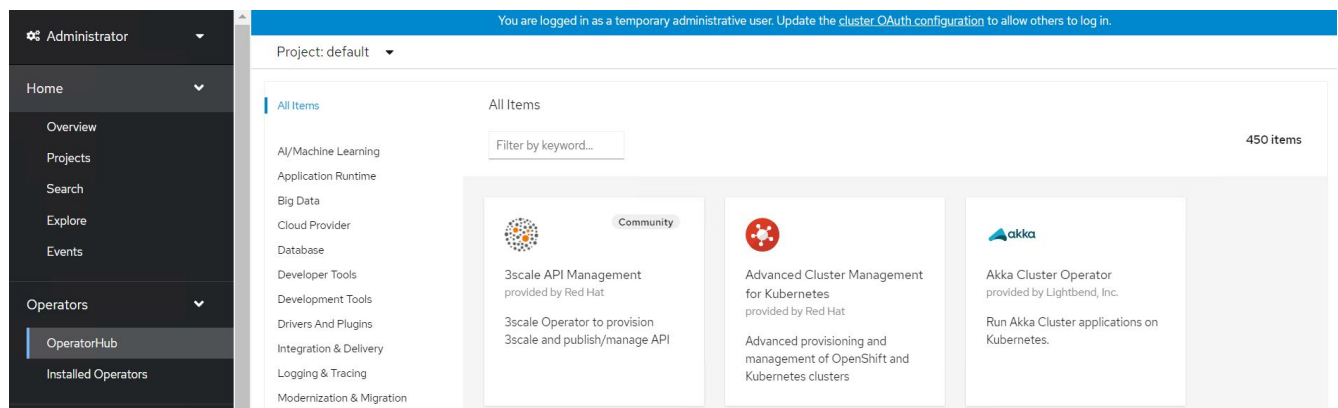 You are logged in as a temporary administrative user. Update the cluster OAuth configuration to allow others to log in.
Administrator
Home
Overview
Projects
Search
Explore
Events
Operators
OperatorHub
Installed Operators
Project: default
All Items
AI/Machine Learning
Application Runtime
Big Data
Cloud Provider
Database
Developer Tools
Development Tools
Drivers And Plugins
Integration & Delivery
Logging & Tracing
Modernization & Migration
All Items
Filter by keyword...
450 items
Community
3scale API Management
provided by Red Hat
3scale Operator to provision
3scale and publish/manage API
Advanced Cluster Management
for Kubernetes
provided by Red Hat
Advanced provisioning and
management of OpenShift and
Kubernetes clusters
akka
Akka Cluster Operator
provided by Lightbend, Inc.
Run Akka Cluster applications on
Kubernetes.